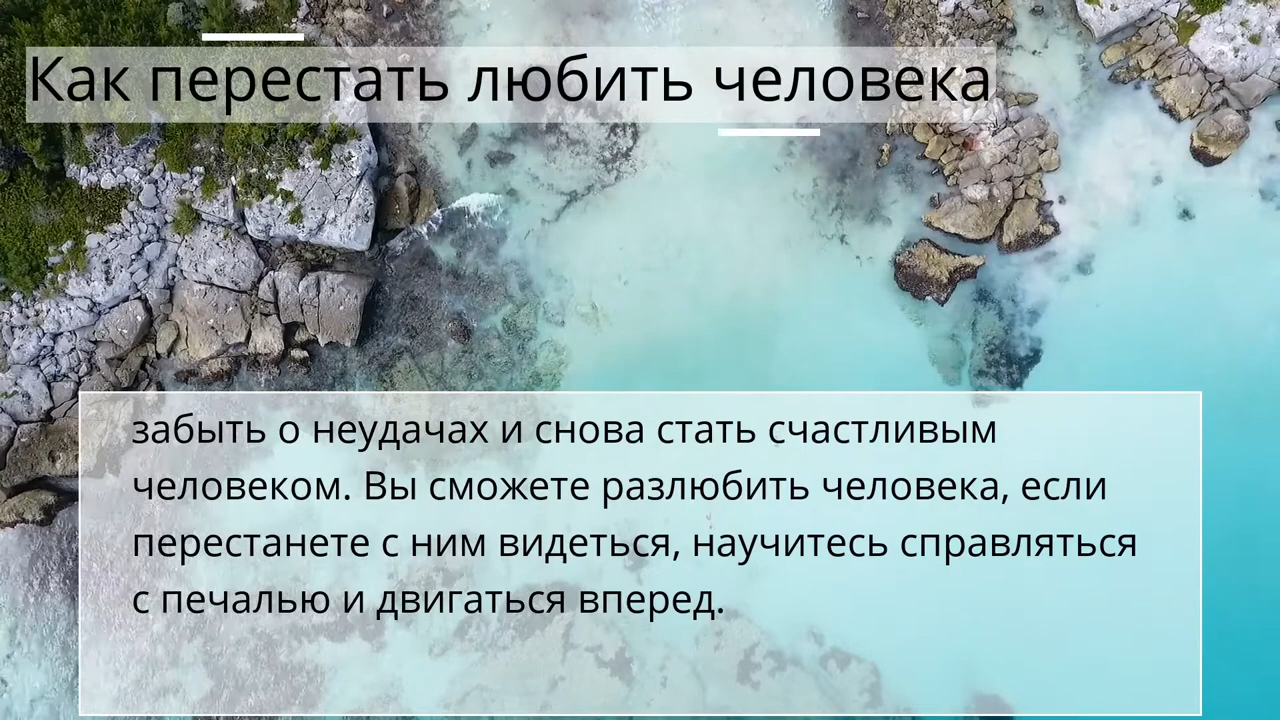 Как перестать любить человека
забыть о неудачах и снова стать счастливым
человеком. Вы сможете разлюбить человека, если
перестанете с ним видеться, научитесь справляться
с печалью и двигаться вперед.